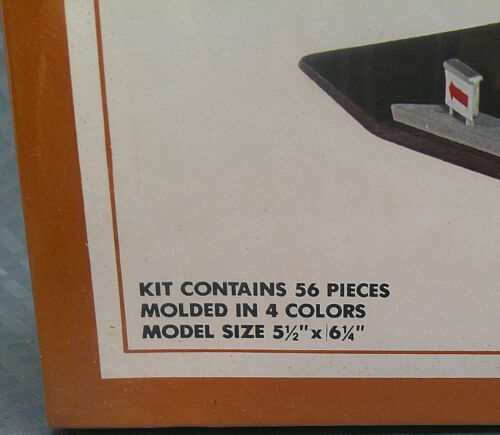 KIT CONTAINS 56 PIECES
MOLDED IN 4 COLORS
MODEL SIZE 5½" x 6¼"